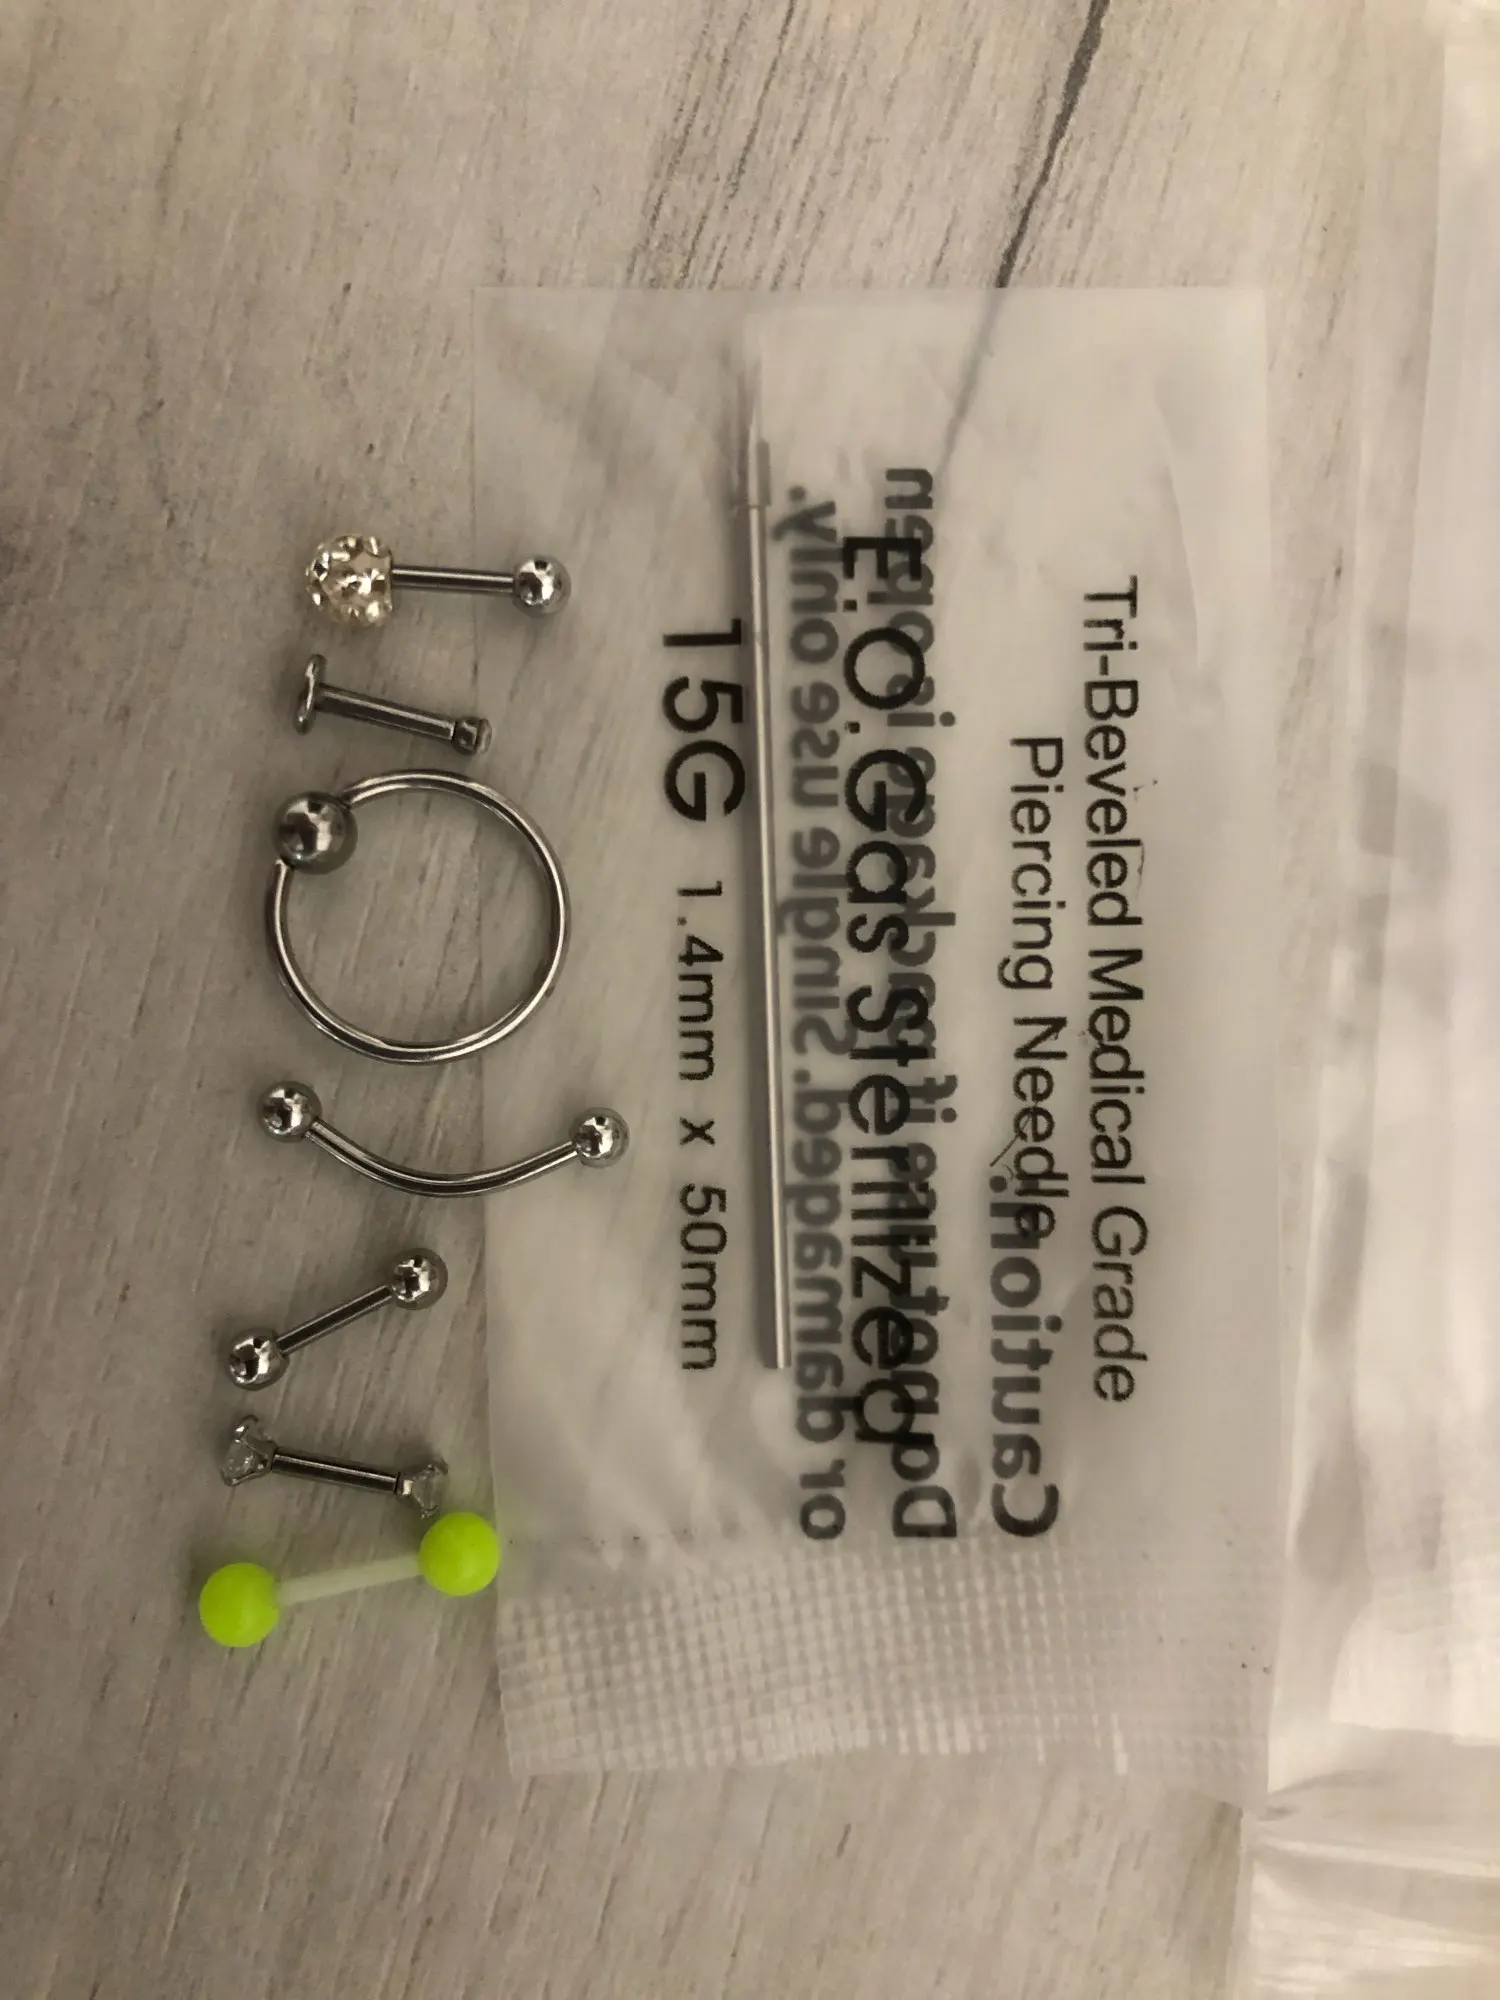 Tri-Beveled Medical Grade
Piercing Needle
E.O.Gas Sterilized
15G 1.4mm x 50mm
Caution:
Do not if package is open
or damaged. Single use only.